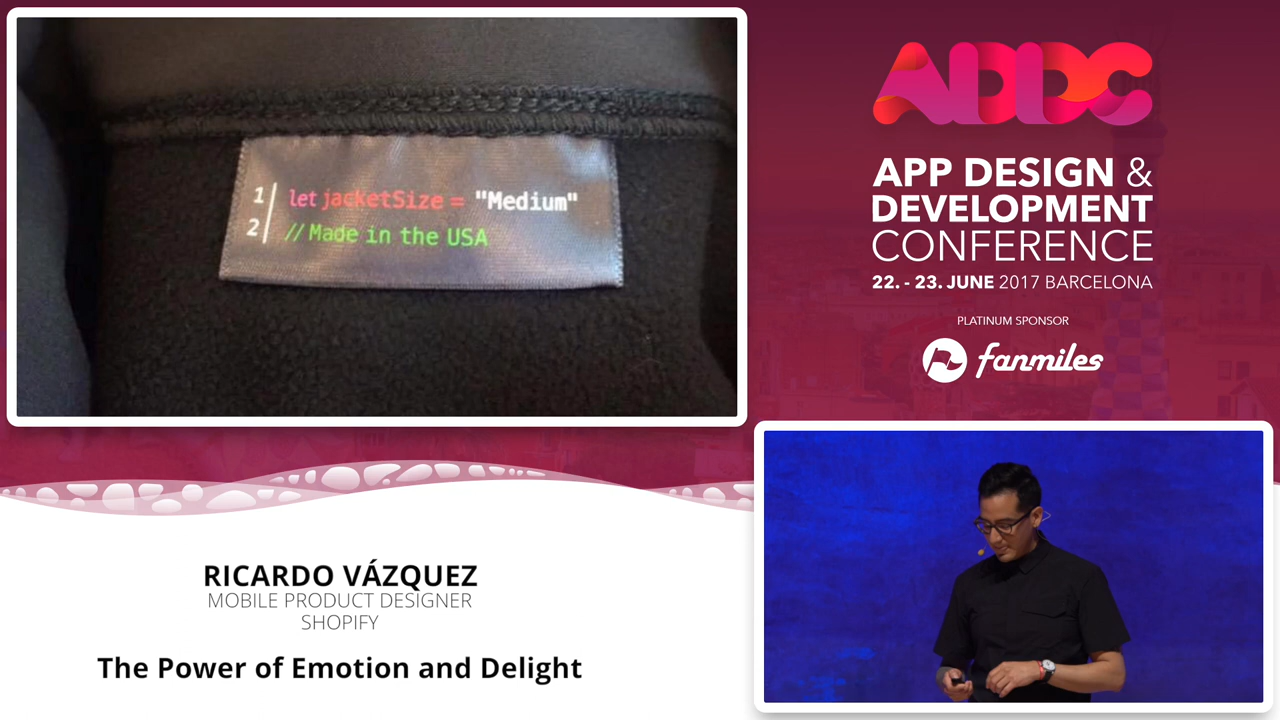 1 let jacketSize = "Medium"
2 // Made in the USA
ADDC
APP DESIGN &
DEVELOPMENT
CONFERENCE
22. - 23. JUNE 2017 BARCELONA
PLATINUM SPONSOR
fanmiles
RICARDO VÁZQUEZ
MOBILE PRODUCT DESIGNER
SHOPIFY
The Power of Emotion and Delight